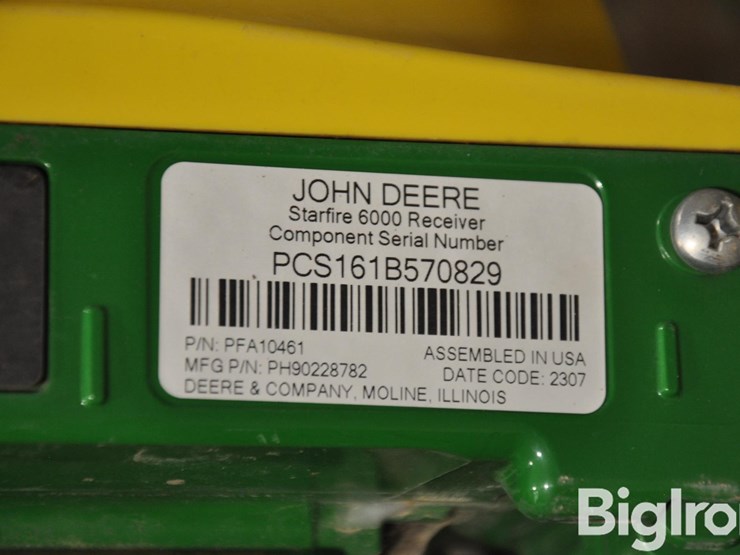 JOHN DEERE
Starfire 6000 Receiver
Component Serial Number
PCS161B570829
P/N: PFA10461
ASSEMBLED IN USA
MFG P/N: PH90228782
DATE CODE: 2307
DEERE & COMPANY, MOLINE, ILLINOIS
BigIro